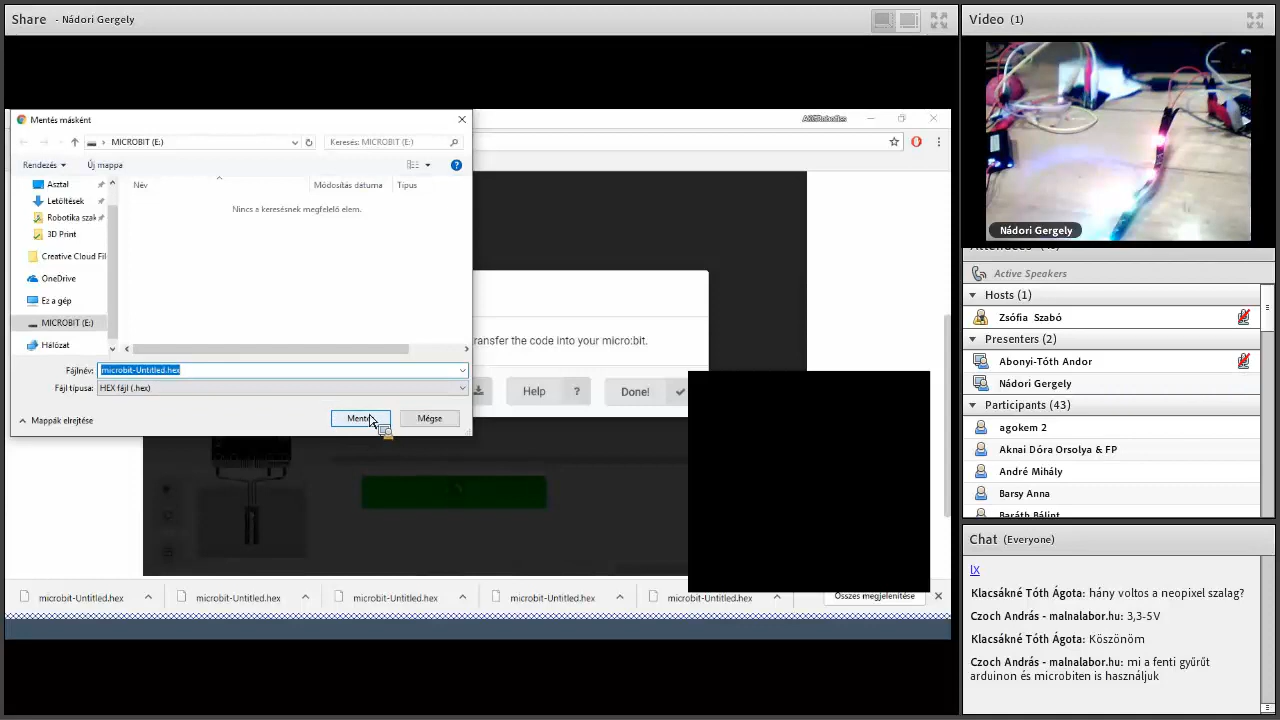 Share - Nádori Gergely
Mentés másként
MICROBIT (E:)
Keresés: MICROBIT (E:)
Rendezés
Új mappa
Név
Módosítás dátuma
Típus
Nincs a keresésnek megfelelő elem.
Asztal
Letöltések
Robotika szak
3D Print
Creative Cloud Fil
OneDrive
Ez a gép
MICROBIT (E:)
Hálózat
Fájlnév: microbit-Untitled.hex
Fájl típusa: HEX fájl (.hex)
Mappák elrejtése
Mentés
Mégse
ransfer the code into your micro:bit.
Help ?
Done!
microbit-Untitled.hex
microbit-Untitled.hex
microbit-Untitled.hex
microbit-Untitled.hex
microbit-Untitled.hex
Összes megjelenítése
Video (1)
Nádori Gergely
Active Speakers
Hosts (1)
Zsófia Szabó
Presenters (2)
Abonyi-Tóth Andor
Nádori Gergely
Participants (43)
agokem 2
Aknai Dóra Orsolya & FP
André Mihály
Barsy Anna
Baráth Bálint
Chat (Everyone)
lX
Klacsákné Tóth Ágota: hány voltos a neopixel szalag?
Czoch András - malnalabor.hu: 3,3-5V
Klacsákné Tóth Ágota: Köszönöm
Czoch András - malnalabor.hu: mi a fenti gyűrűt
arduinon és microbiten is használjuk